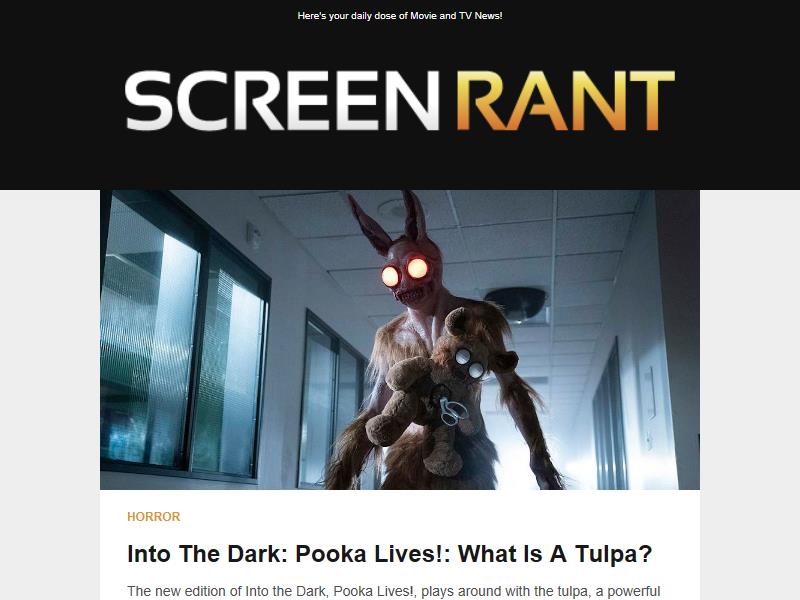 Here's your daily dose of Movie and TV News!
SCREEN RANT
HORROR
Into The Dark: Pooka Lives!: What Is A Tulpa?
The new edition of Into the Dark, Pooka Lives!, plays around with the tulpa, a powerful